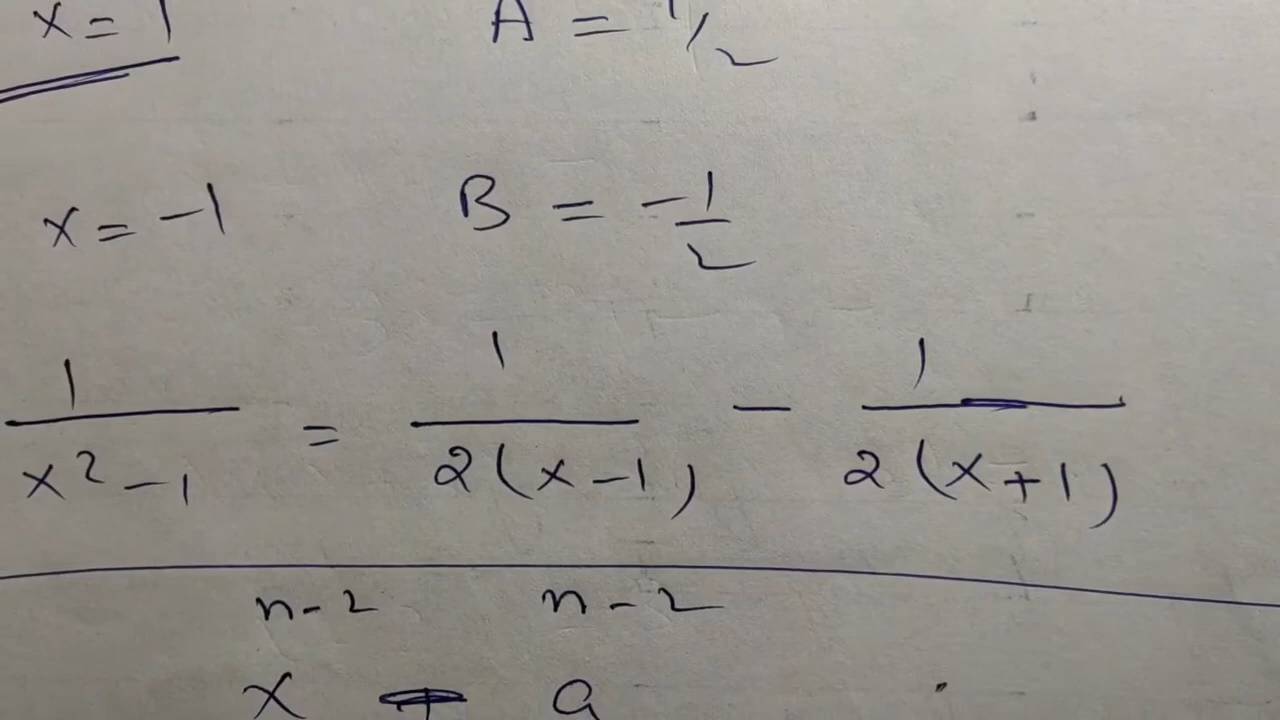 x = 1 A = 1/2
x = -1 B = -1/2
1/(x² - 1) = 1/(2(x-1)) - 1/(2(x+1))
n-2 n-2
x a